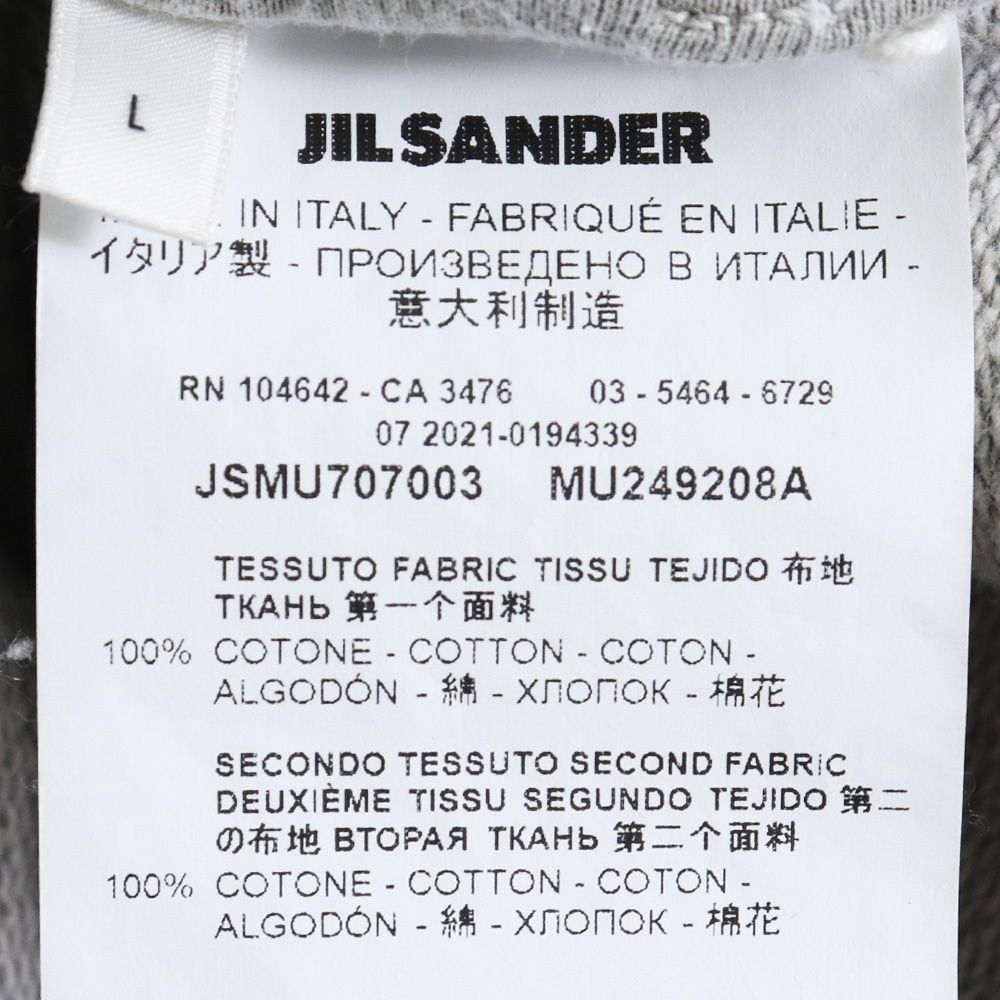 L
JILSANDER
IN ITALY - FABRIQUÉ EN ITALIE -
イタリア製 - ПРОИЗВЕДЕНО В ИТАЛИИ -
意大利制造
RN 104642 - CA 3476 03 - 5464 - 6729
07 2021-0194339
JSMU707003 MU249208A
TESSUTO FABRIC TISSU TEJIDO 布地
ТКАНЬ 第一个面料
100% COTONE - COTTON - COTON -
ALGODÓN - 綿 - ХЛОПОК - 棉花
SECONDO TESSUTO SECOND FABRIC
DEUXIÈME TISSU SEGUNDO TEJIDO 第二
の布地 ВТОРАЯ ТКАНЬ 第二个面料
100% COTONE - COTTON - COTON -
ALGODÓN - 綿 - ХЛОПОК - 棉花